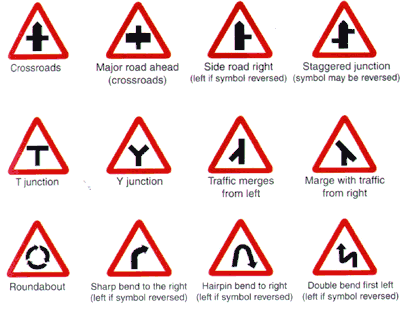 Crossroads
Major road ahead
(crossroads)
Side road right
(left if symbol reversed)
Staggered junction
(symbol may be reversed)
T junction
Y junction
Traffic merges
from left
Marge with traffic
from right
Roundabout
Sharp bend to the right
(left if symbol reversed)
Hairpin bend to right
(left if symbol reversed)
Double bend first left
(left if symbol reversed)